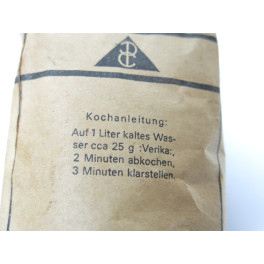 Kochanleitung:
Auf 1 Liter kaltes Was-
ser cca 25 g :Verika:,
2 Minuten abkochen,
3 Minuten klarstellen.